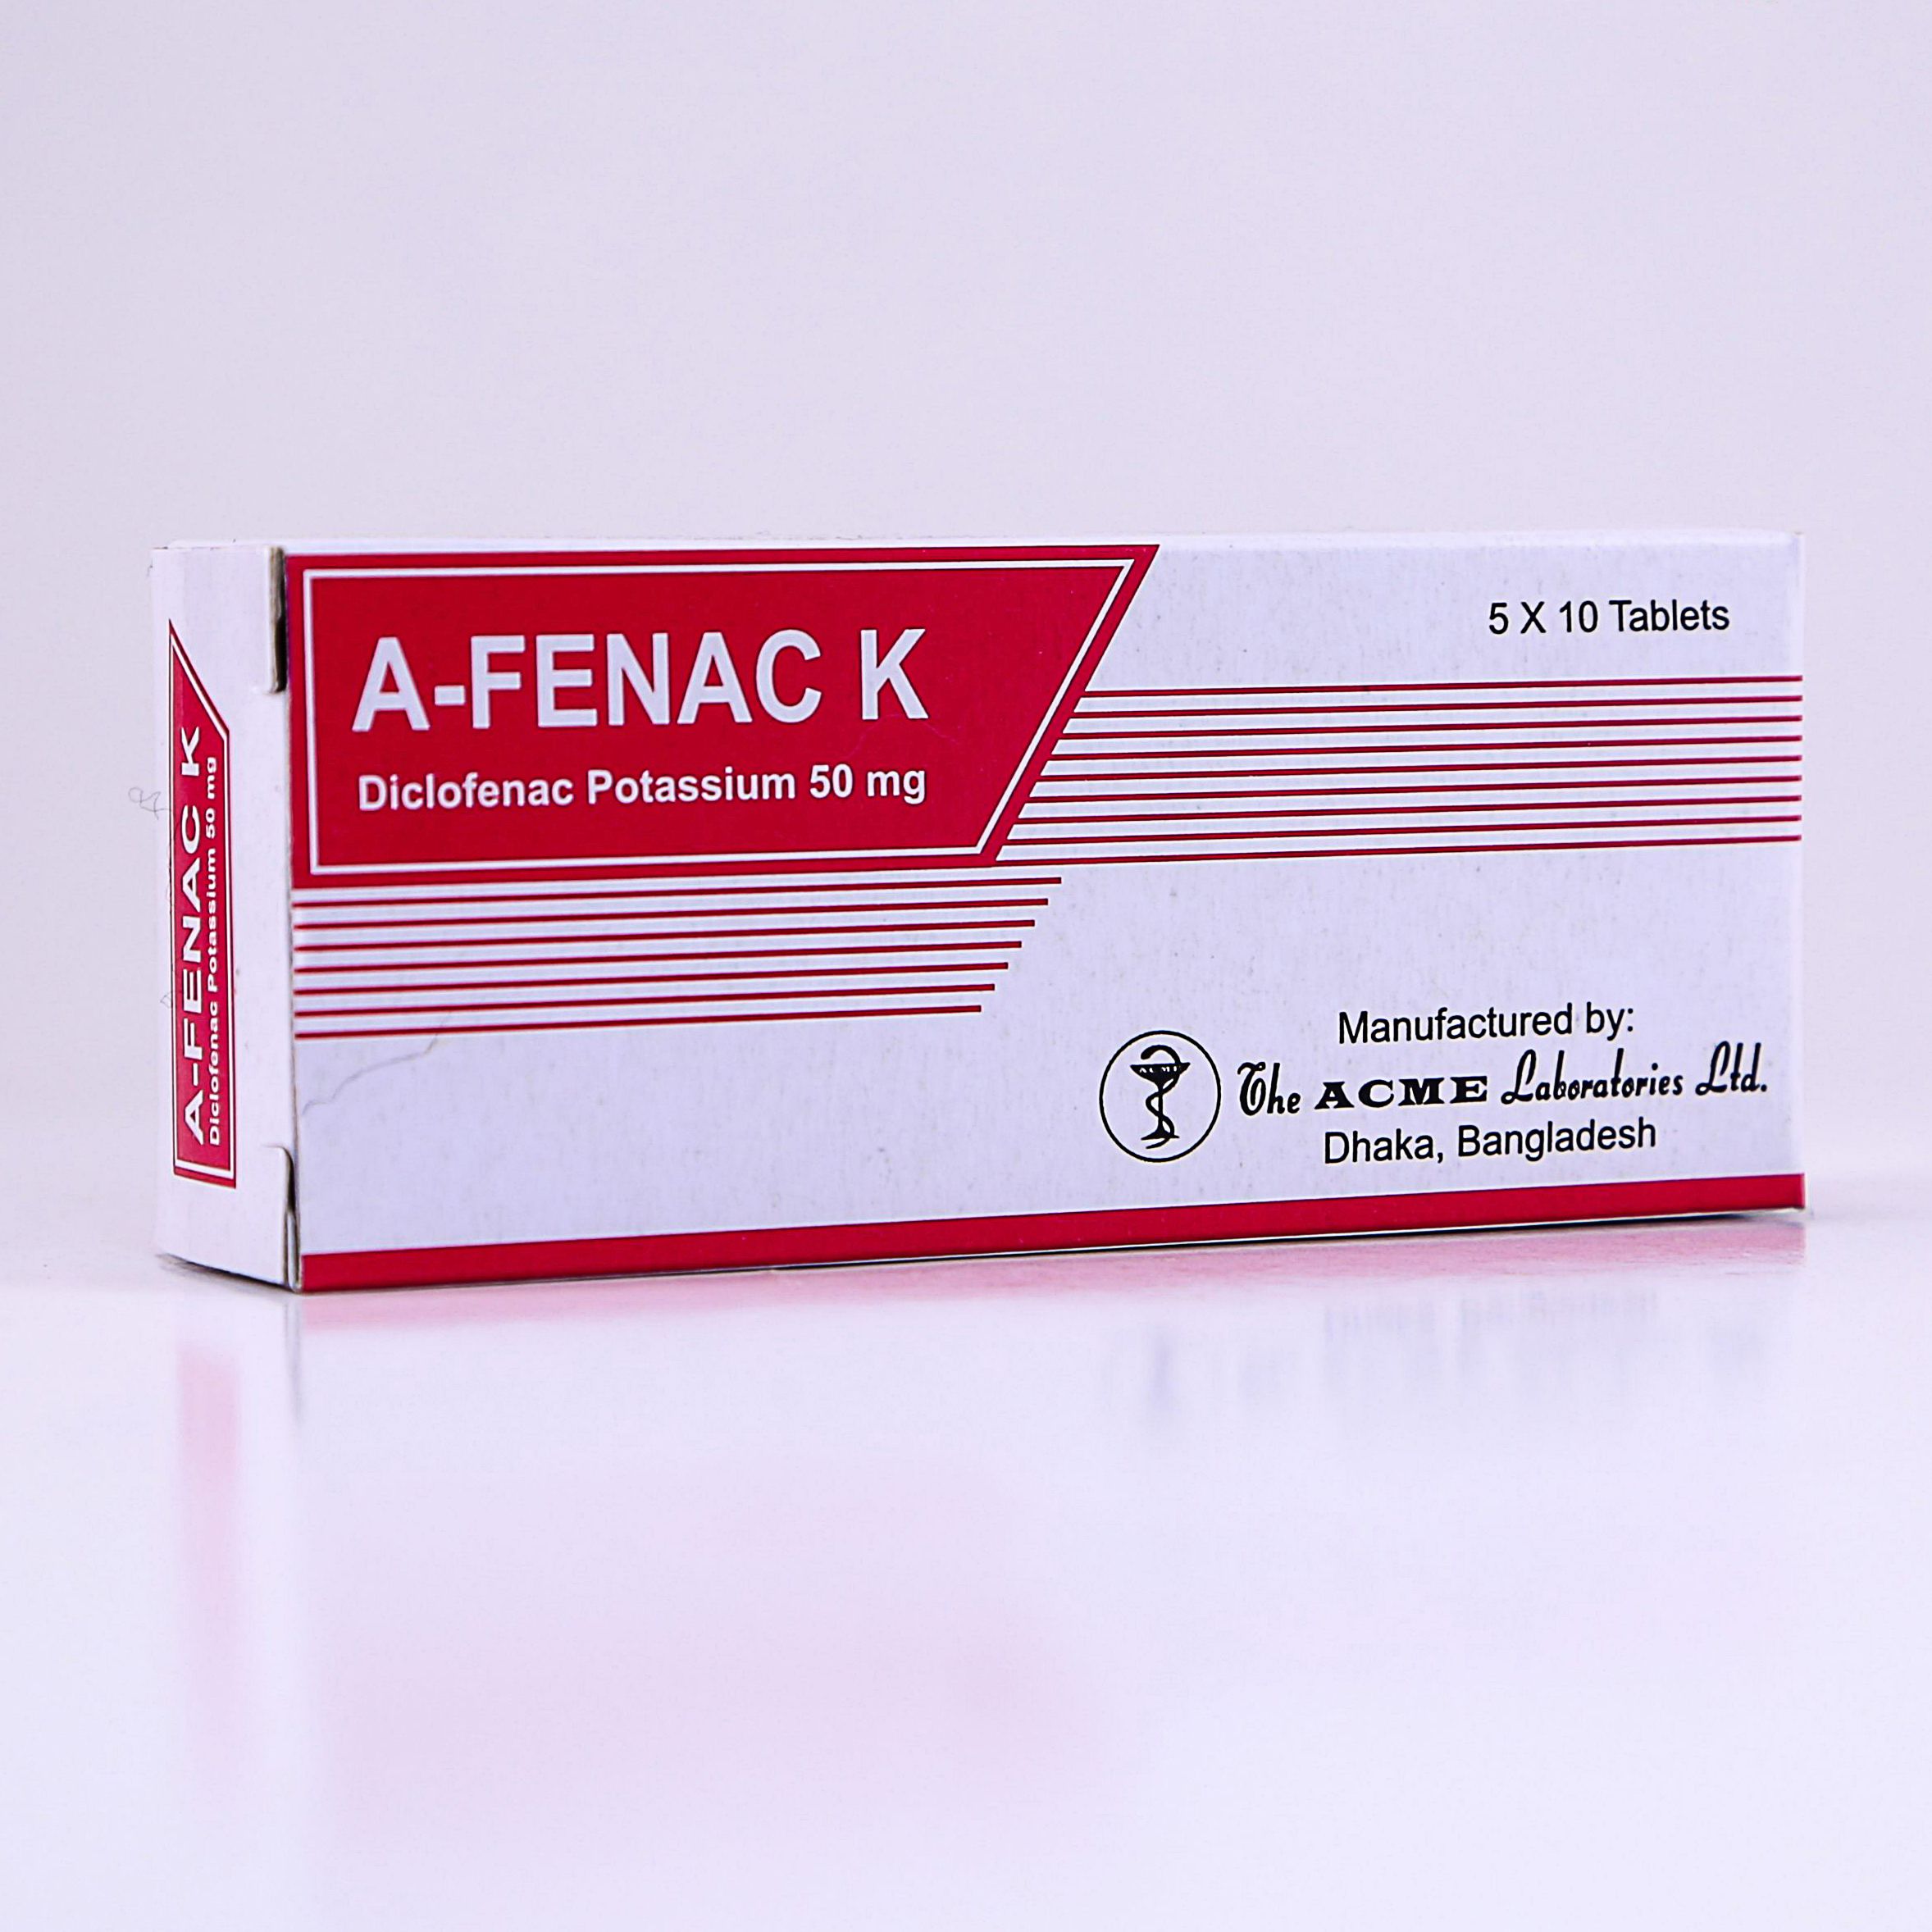 A-FENAC K
Diclofenac Potassium 50 mg
A-FENAC K
Diclofenac Potassium 50 mg
5 X 10 Tablets
Manufactured by:
The ACME Laboratories Ltd.
Dhaka, Bangladesh